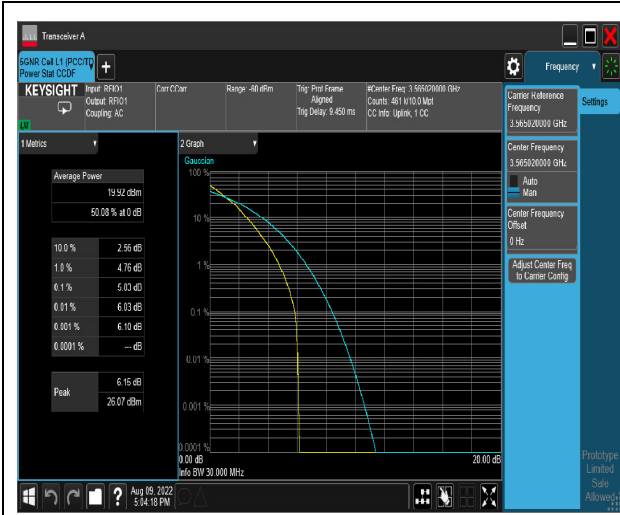 Transceiver A
5GNR Cell L1 (PCC/TD
Power Stat CCDF
Frequency
KEYSIGHT
Input: RFIO1
Output: RFIO1
Coupling: AC
Corr CCorr
Range: -60 dBm
Trig: Prot Frame
Aligned
Trig Delay: 9.450 ms
#Center Freq: 3.565020000 GHz
Counts: 461 k/10.0 Mpt
CC Info: Uplink, 1 CC
1 Metrics
Average Power
19.92 dBm
50.08 % at 0 dB
10.0 % 2.56 dB
1.0 % 4.76 dB
0.1 %
0.01 % 6.03 dB
0.001 % 6.10 dB
0.0001 % --- dB
Peak
6.15 dB
26.07 dBm
2 Graph
Gaussian
100 %
10 %
1 %
0.1 %
0.01 %
0.001 %
0.0001 %
0.00 dB
20.00 dB
Info BW 30.000 MHz
Carrier Reference
Frequency
3.565020000 GHz
Center Frequency
3.565020000 GHz
Auto
Man
Center Frequency
Offset
0 Hz
Adjust Center Freq
to Carrier Config
Settings
Prototype
Limited
Sale
Allowed
Aug 09, 2022
5:04:18 PM